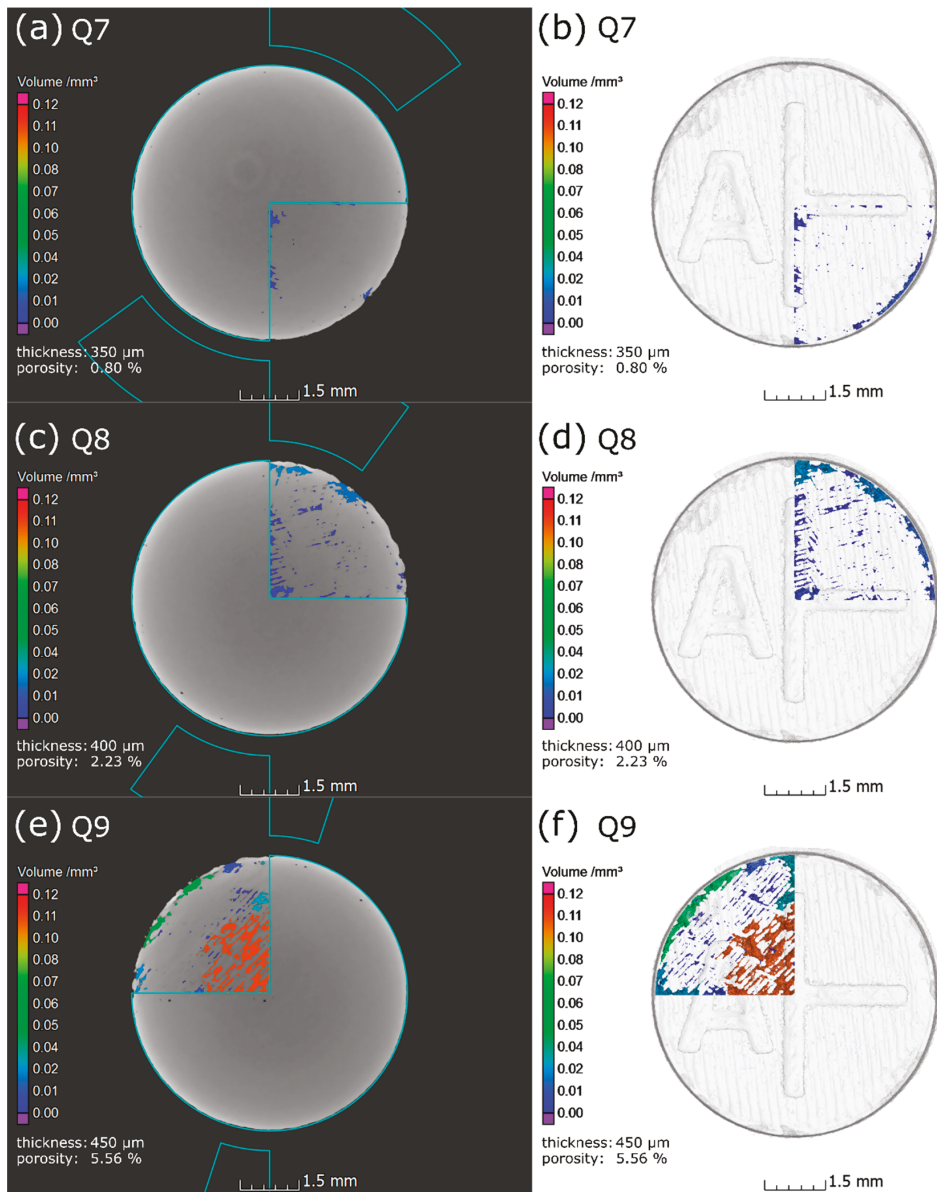 (a) Q7
Volume /mm³
0.12
0.11
0.10
0.08
0.07
0.06
0.04
0.02
0.01
0.00
thickness: 350 µm
porosity: 0.80 %
1.5 mm
(b) Q7
Volume /mm³
0.12
0.11
0.10
0.08
0.07
0.06
0.04
0.02
0.01
0.00
thickness: 350 µm
porosity: 0.80 %
1.5 mm
A
(c) Q8
Volume /mm³
0.12
0.11
0.10
0.08
0.07
0.06
0.05
0.04
0.02
0.01
0.00
thickness: 400 µm
porosity: 2.23 %
1.5 mm
(d) Q8
Volume /mm³
0.12
0.11
0.10
0.08
0.07
0.06
0.05
0.04
0.02
0.01
0.00
thickness: 400 µm
porosity: 2.23 %
1.5 mm
A
(e) Q9
Volume /mm³
0.12
0.11
0.10
0.08
0.07
0.06
0.05
0.04
0.02
0.01
0.00
thickness: 450 µm
porosity: 5.56 %
1.5 mm
(f) Q9
Volume /mm³
0.12
0.11
0.10
0.08
0.07
0.06
0.05
0.04
0.02
0.01
0.00
thickness: 450 µm
porosity: 5.56 %
1.5 mm
A